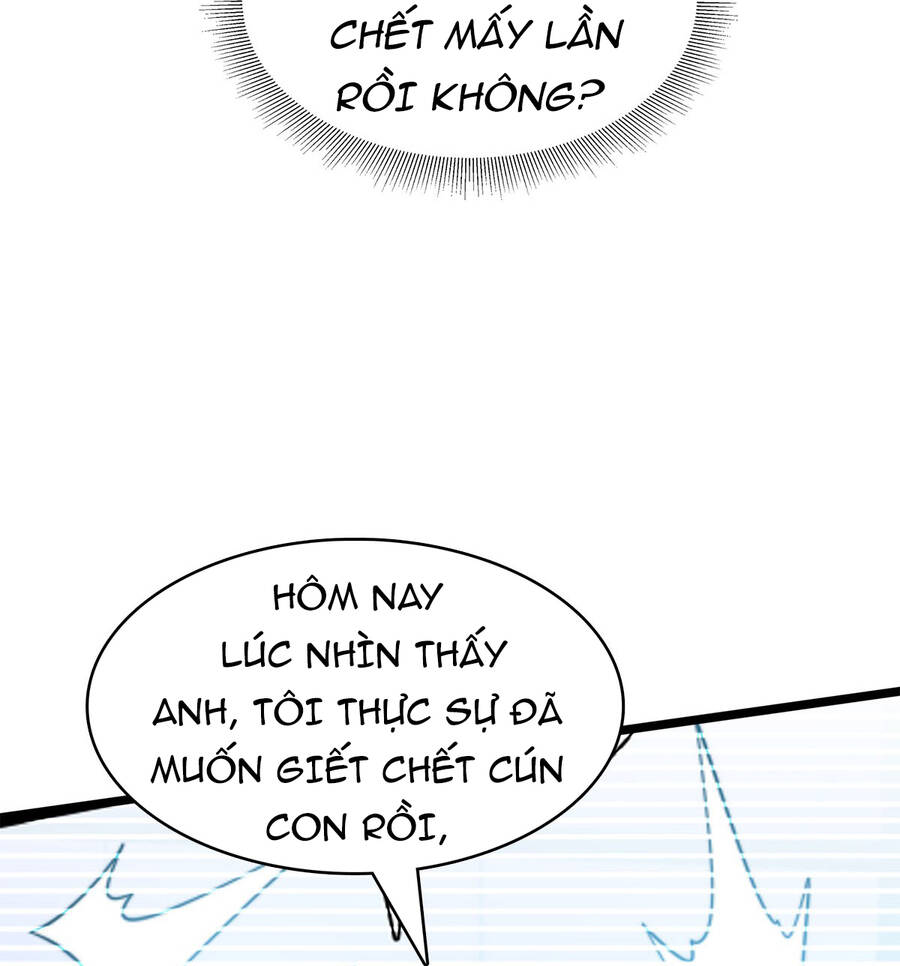 CHẾT MẤY LẦN
RỒI KHÔNG?
HÔM NAY
LÚC NHÌN THẤY
ANH, TÔI THỰC SỰ ĐÃ
MUỐN GIẾT CHẾT CÚN
CON RỒI,